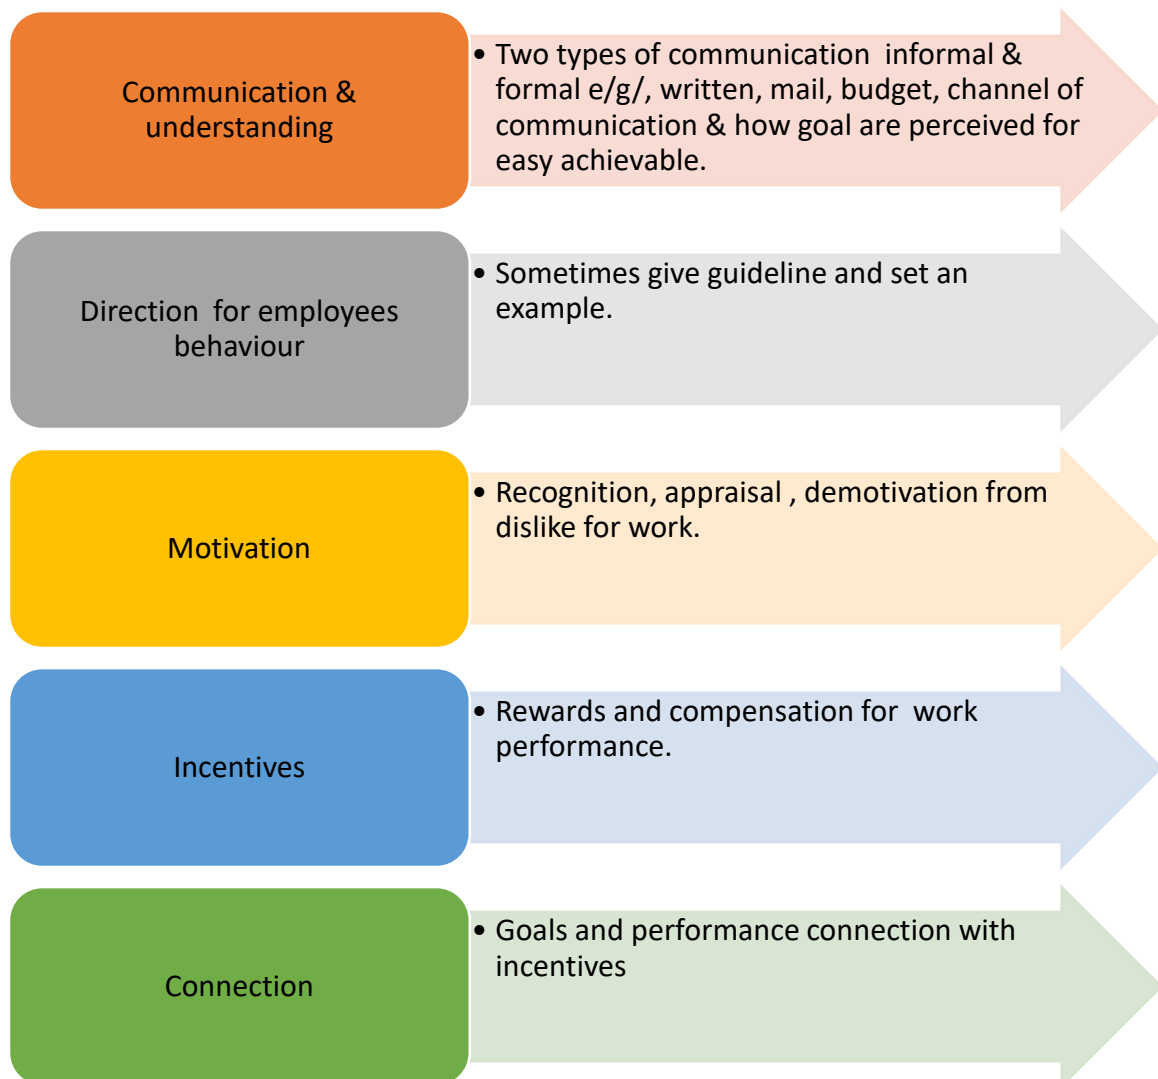 Communication &
understanding
• Two types of communication  informal &
formal e/g/, written, mail, budget, channel of
communication & how goal are perceived for
easy achievable.
Direction  for employees
behaviour
• Sometimes give guideline and set an
example.
Motivation
• Recognition, appraisal , demotivation from
dislike for work.
Incentives
• Rewards and compensation for  work
performance.
Connection
• Goals and performance connection with
incentives